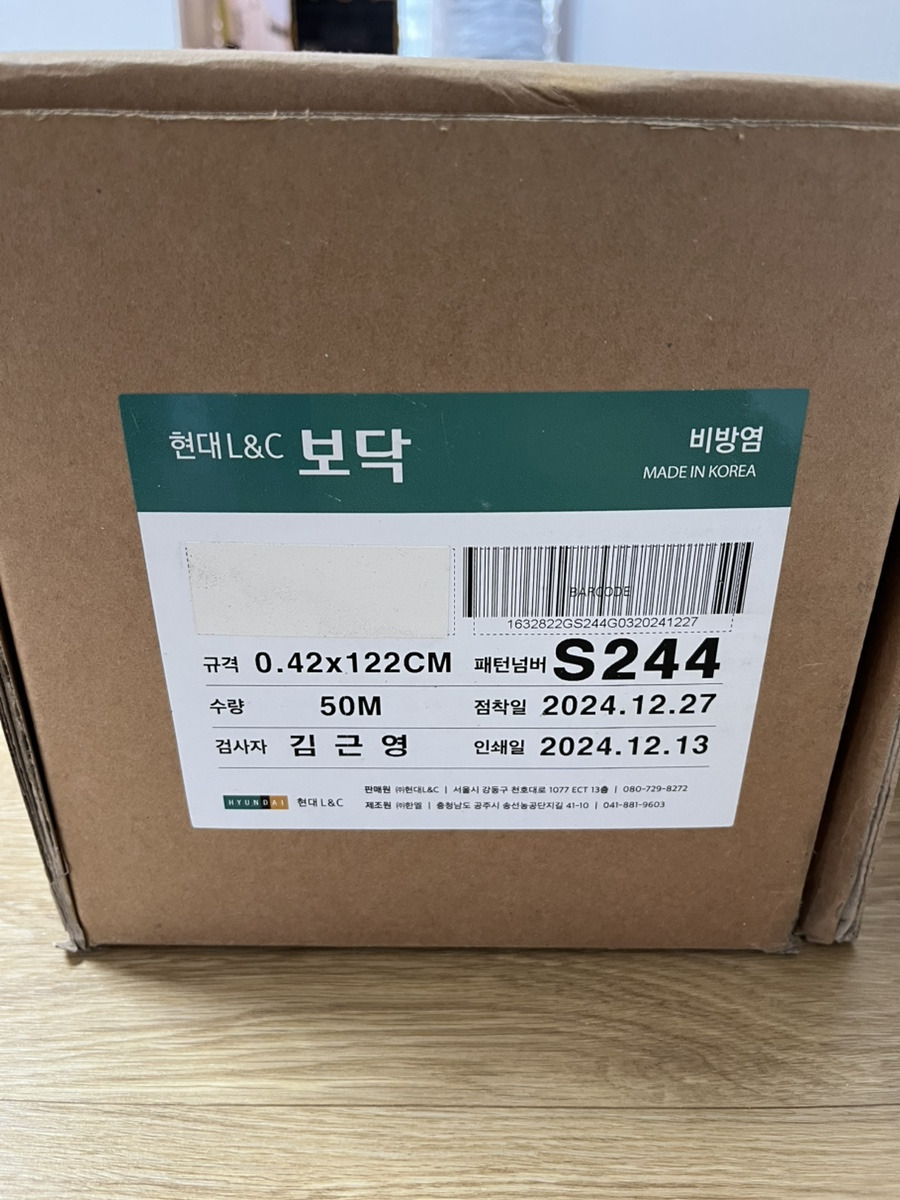 현대 L&C 보닥
비방염
MADE IN KOREA
BARCODE
1632822GS244G0320241227
규격 0.42x122CM 패턴넘버 S244
수량 50M 점착일 2024.12.27
검사자 김 근 영 인쇄일 2024.12.13
HYUNDAI 현대 L&C
판매원 ㈜현대L&C | 서울시 강동구 천호대로 1077 ECT 13층 | 080-729-8272
제조원 ㈜한엘 | 충청남도 공주시 송선농공단지길 41-10 | 041-881-9603